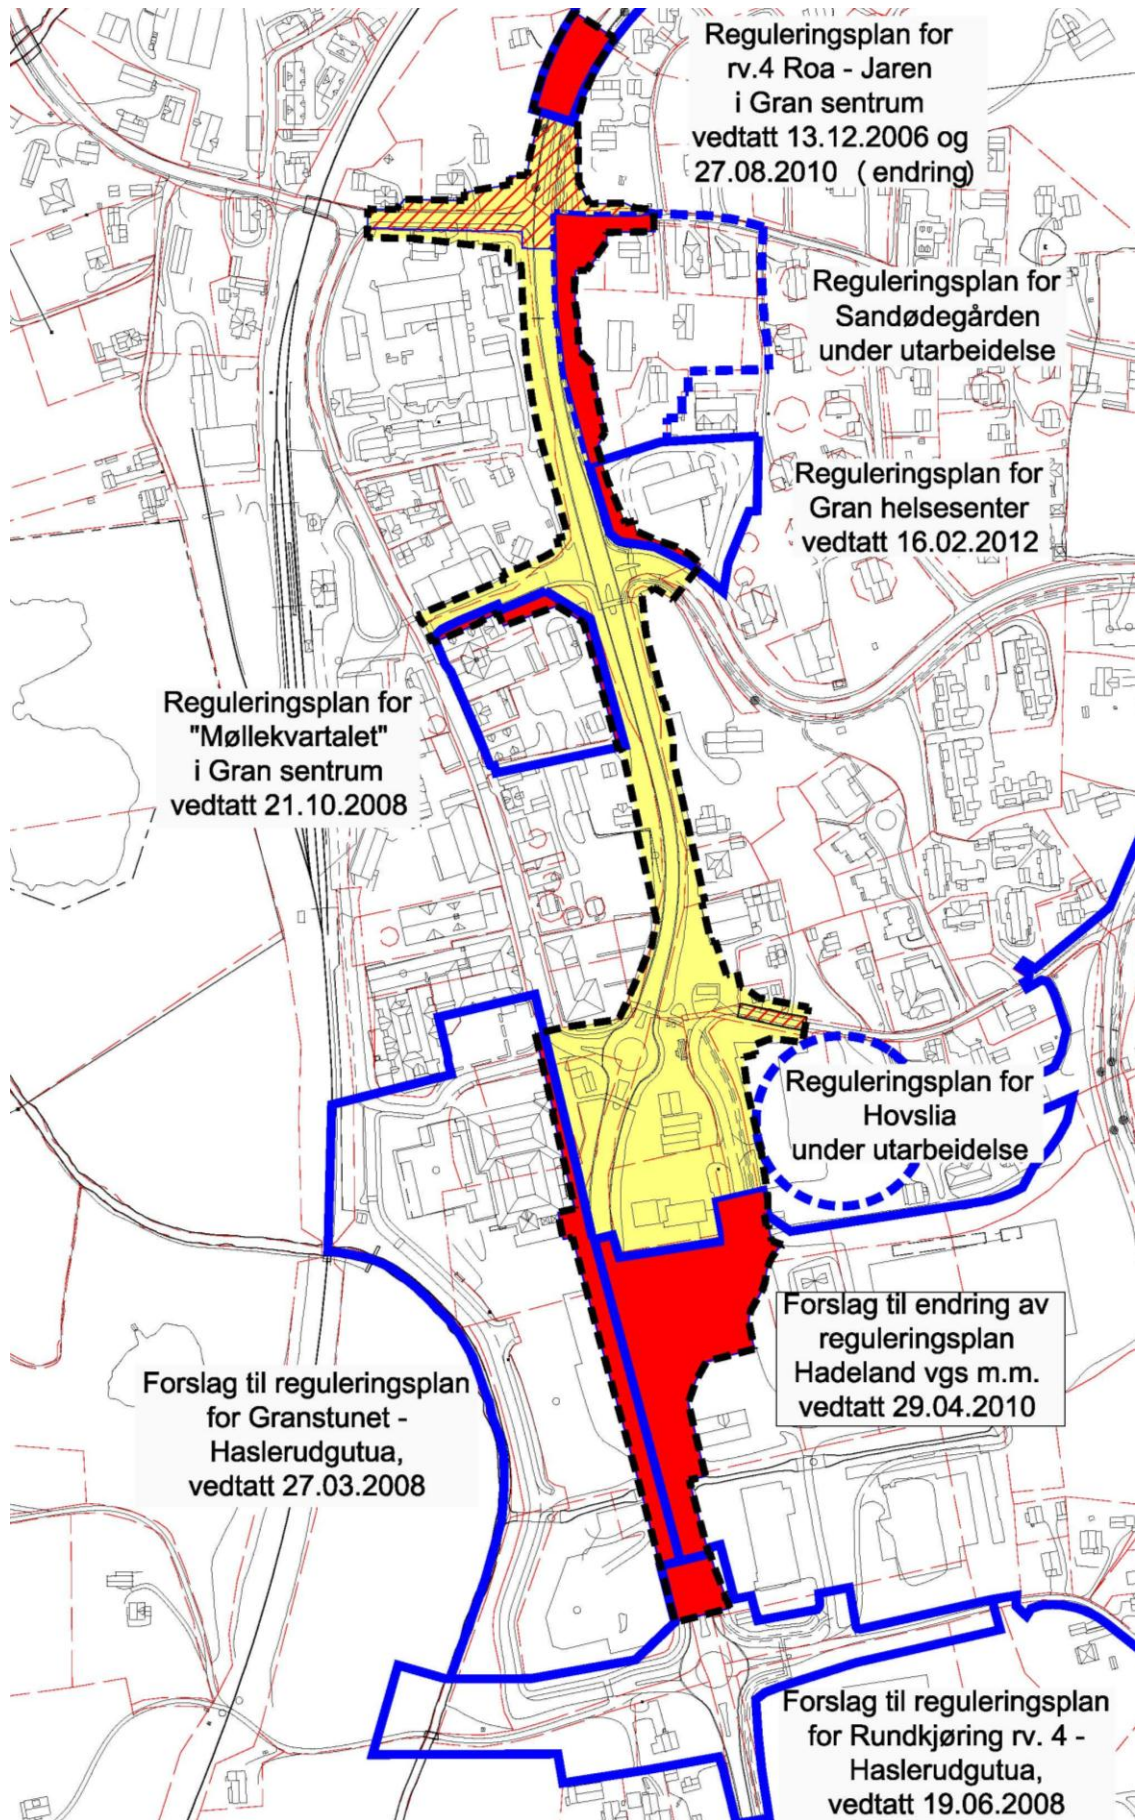 Reguleringsplan for
rv.4 Roa - Jaren
i Gran sentrum
vedtatt 13.12.2006 og
27.08.2010 ( endring)
Reguleringsplan for
Sandødegården
under utarbeidelse
Reguleringsplan for
Gran helsesenter
vedtatt 16.02.2012
Reguleringsplan for
"Møllekvartalet"
i Gran sentrum
vedtatt 21.10.2008
Reguleringsplan for
Hovslia
under utarbeidelse
Forslag til endring av
reguleringsplan
Hadeland vgs m.m.
vedtatt 29.04.2010
Forslag til reguleringsplan
for Granstunet -
Haslerudgutua,
vedtatt 27.03.2008
Forslag til reguleringsplan
for Rundkjøring rv. 4 -
Haslerudgutua,
vedtatt 19.06.2008